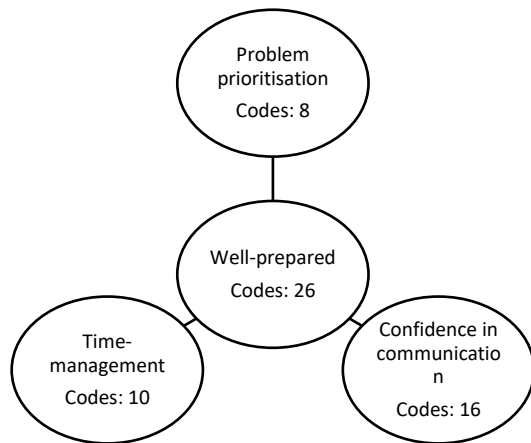 Problem
prioritisation
Codes: 8
Well-prepared
Codes: 26
Time-
management
Codes: 10
Confidence in
communicatio
n
Codes: 16